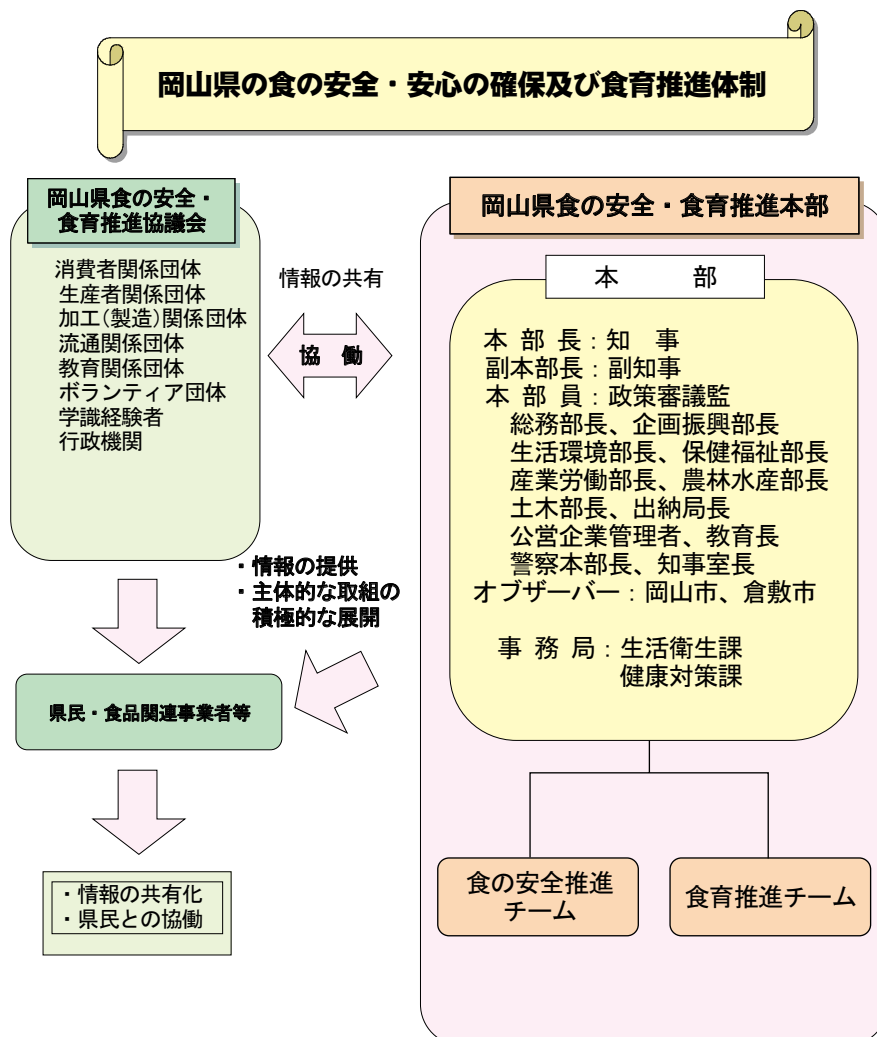 岡山県の食の安全・安心の確保及び食育推進体制
岡山県食の安全・
食育推進協議会
消費者関係団体
生産者関係団体
加工(製造)関係団体
流通関係団体
教育関係団体
ボランティア団体
学識経験者
行政機関
情報の共有
協 働
岡山県食の安全・食育推進本部
本 部
本 部 長：知 事
副本部長：副知事
本 部 員：政策審議監
総務部長、企画振興部長
生活環境部長、保健福祉部長
産業労働部長、農林水産部長
土木部長、出納局長
公営企業管理者、教育長
警察本部長、知事室長
オブザーバー：岡山市、倉敷市
事 務 局：生活衛生課
健康対策課
・情報の提供
・主体的な取組の
積極的な展開
県民・食品関連事業者等
・情報の共有化
・県民との協働
食の安全推進
チーム
食育推進チーム